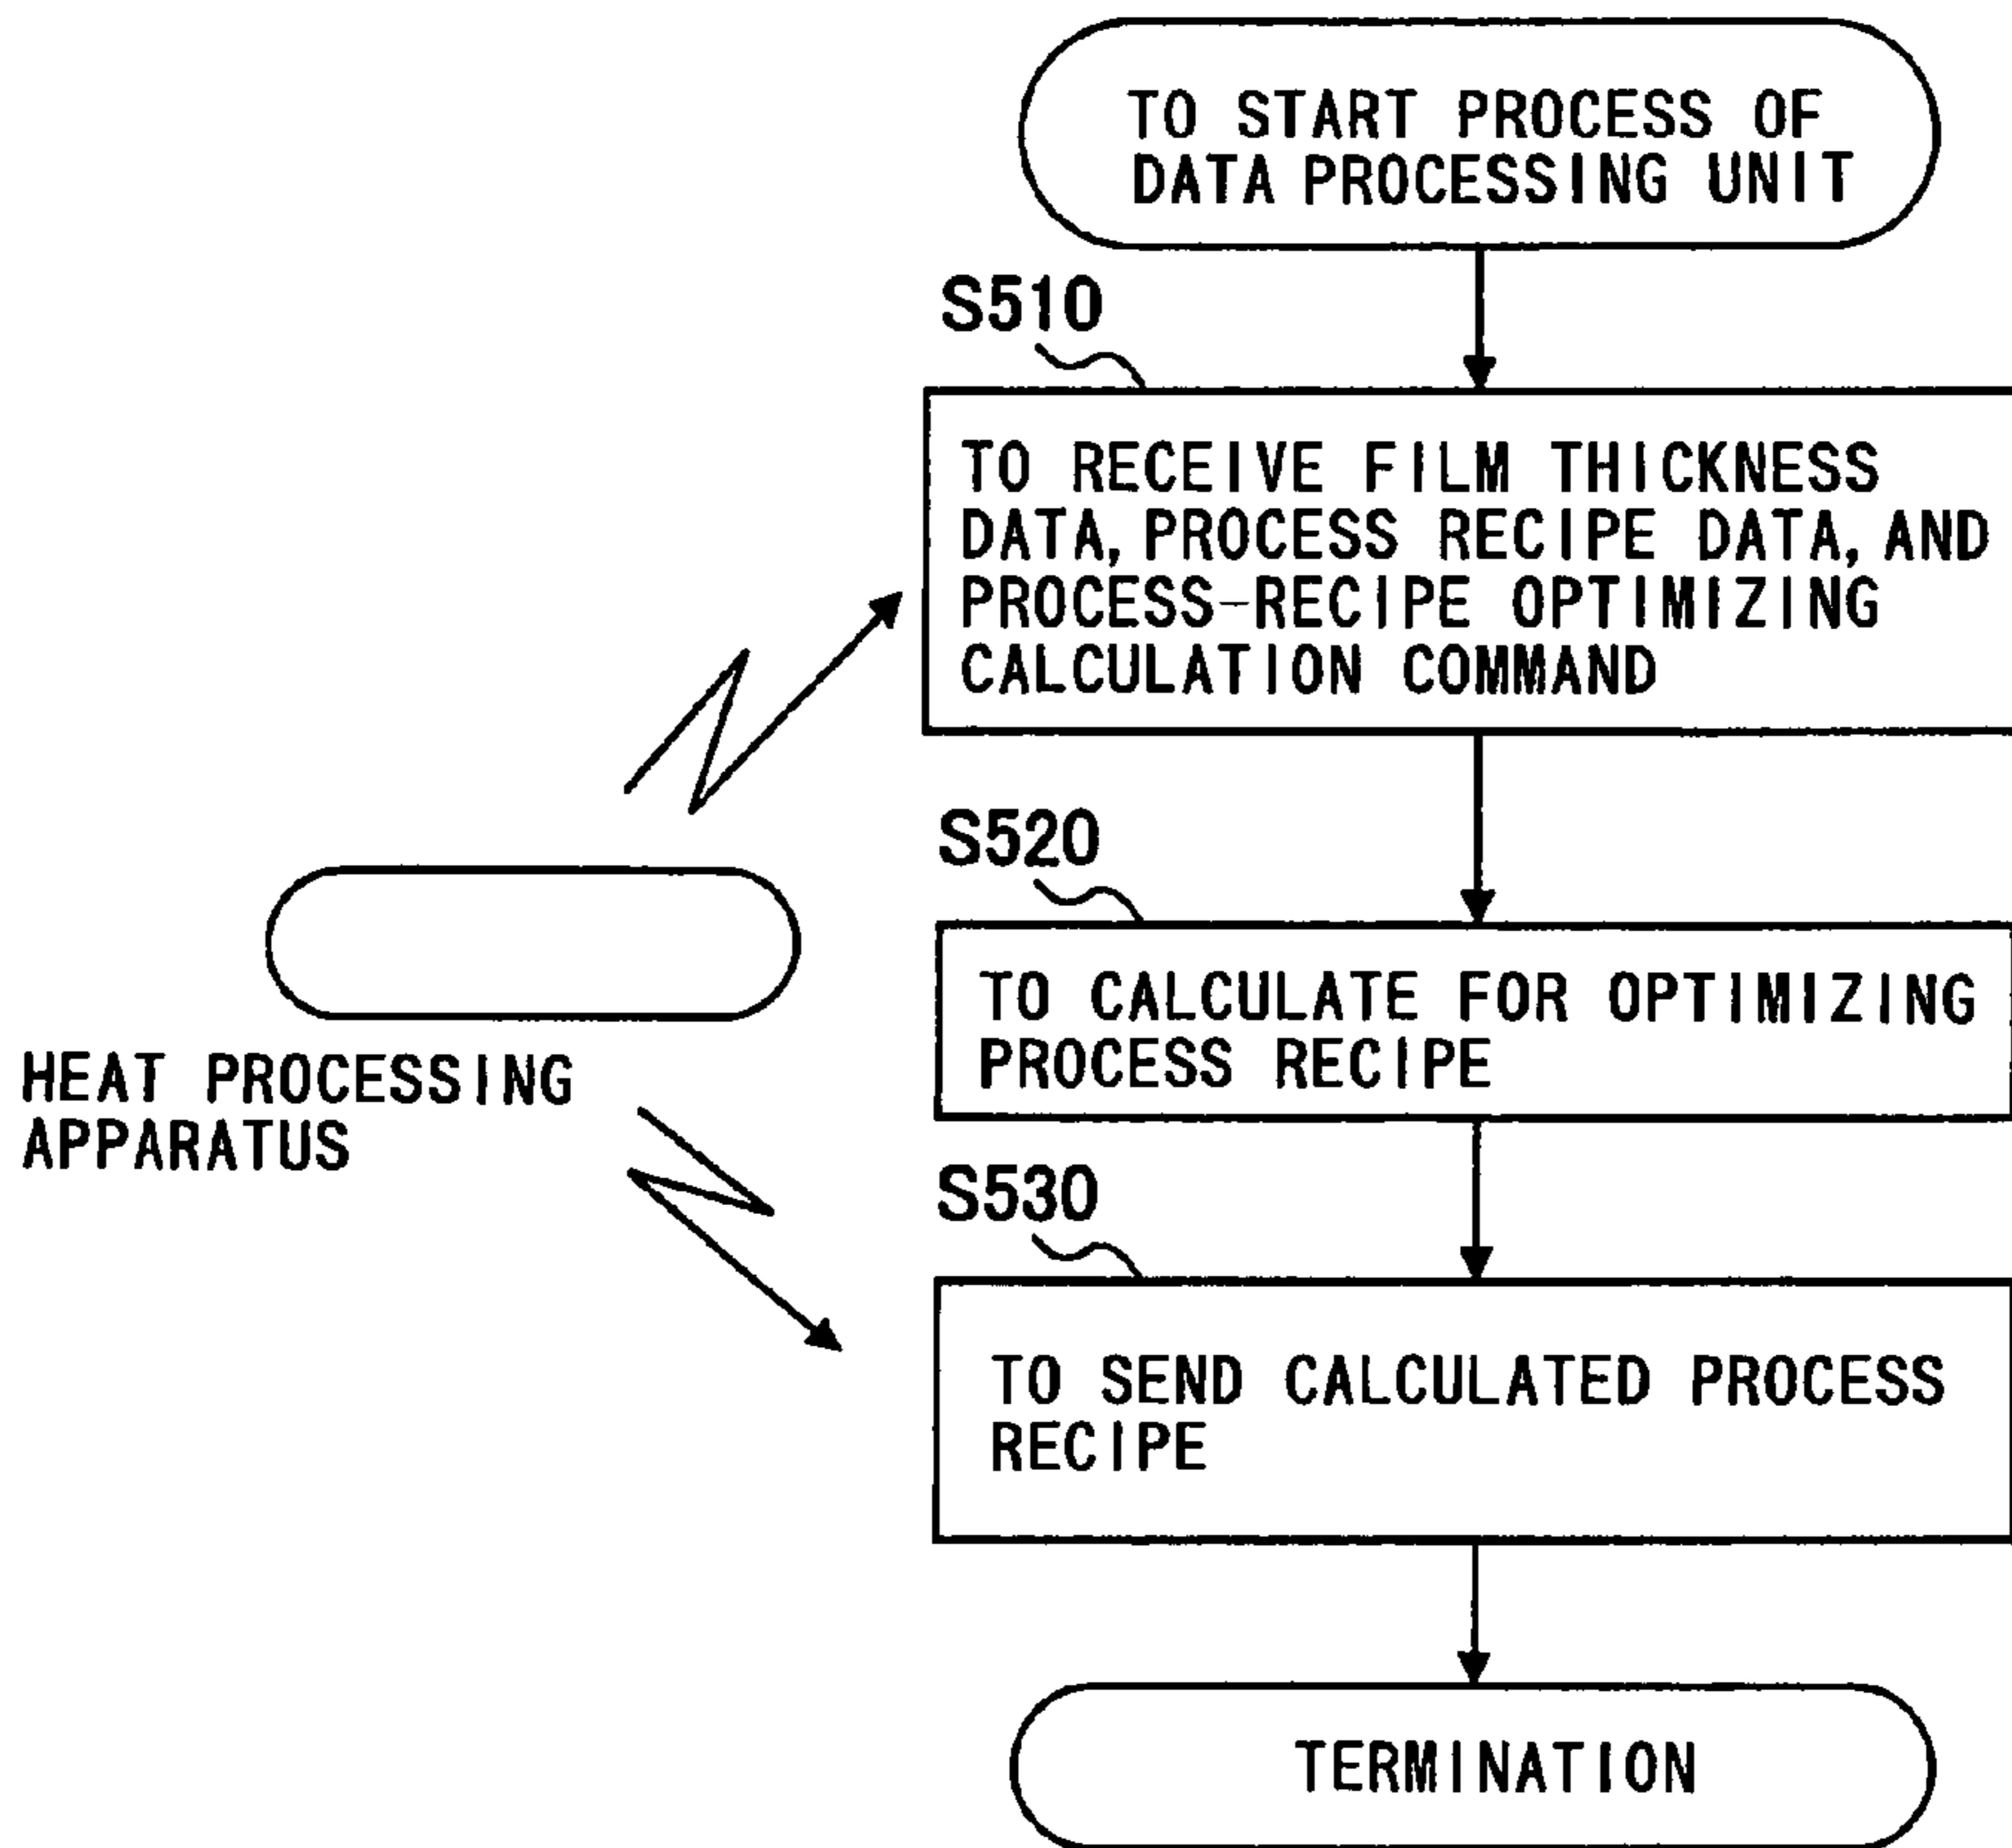 TO START PROCESS OF
DATA PROCESSING UNIT
S510
TO RECEIVE FILM THICKNESS
DATA, PROCESS RECIPE DATA, AND
PROCESS-RECIPE OPTIMIZING
CALCULATION COMMAND
S520
TO CALCULATE FOR OPTIMIZING
PROCESS RECIPE
HEAT PROCESSING
APPARATUS
S530
TO SEND CALCULATED PROCESS
RECIPE
TERMINATION